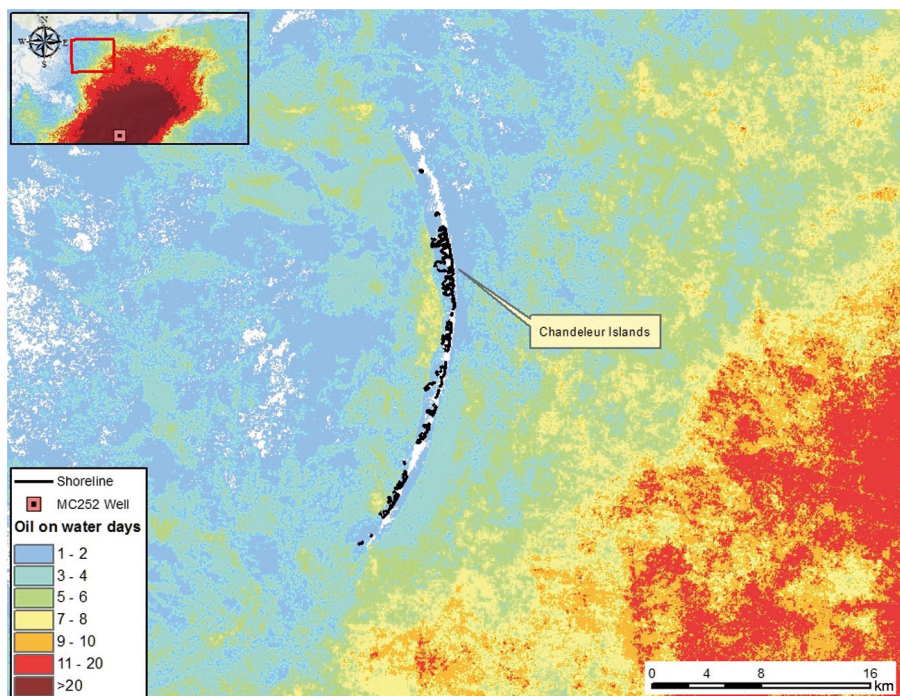 N
W E
S
Chandeleur Islands
Shoreline
MC252 Well
Oil on water days
1 - 2
3 - 4
5 - 6
7 - 8
9 - 10
11 - 20
>20
0 4 8 16
km